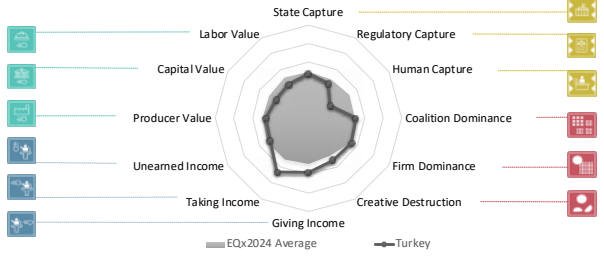 State Capture
Labor Value
Regulatory Capture
Capital Value
Human Capture
Producer Value
Coalition Dominance
Unearned Income
Firm Dominance
Taking Income
Creative Destruction
Giving Income
EQx2024 Average
Turkey